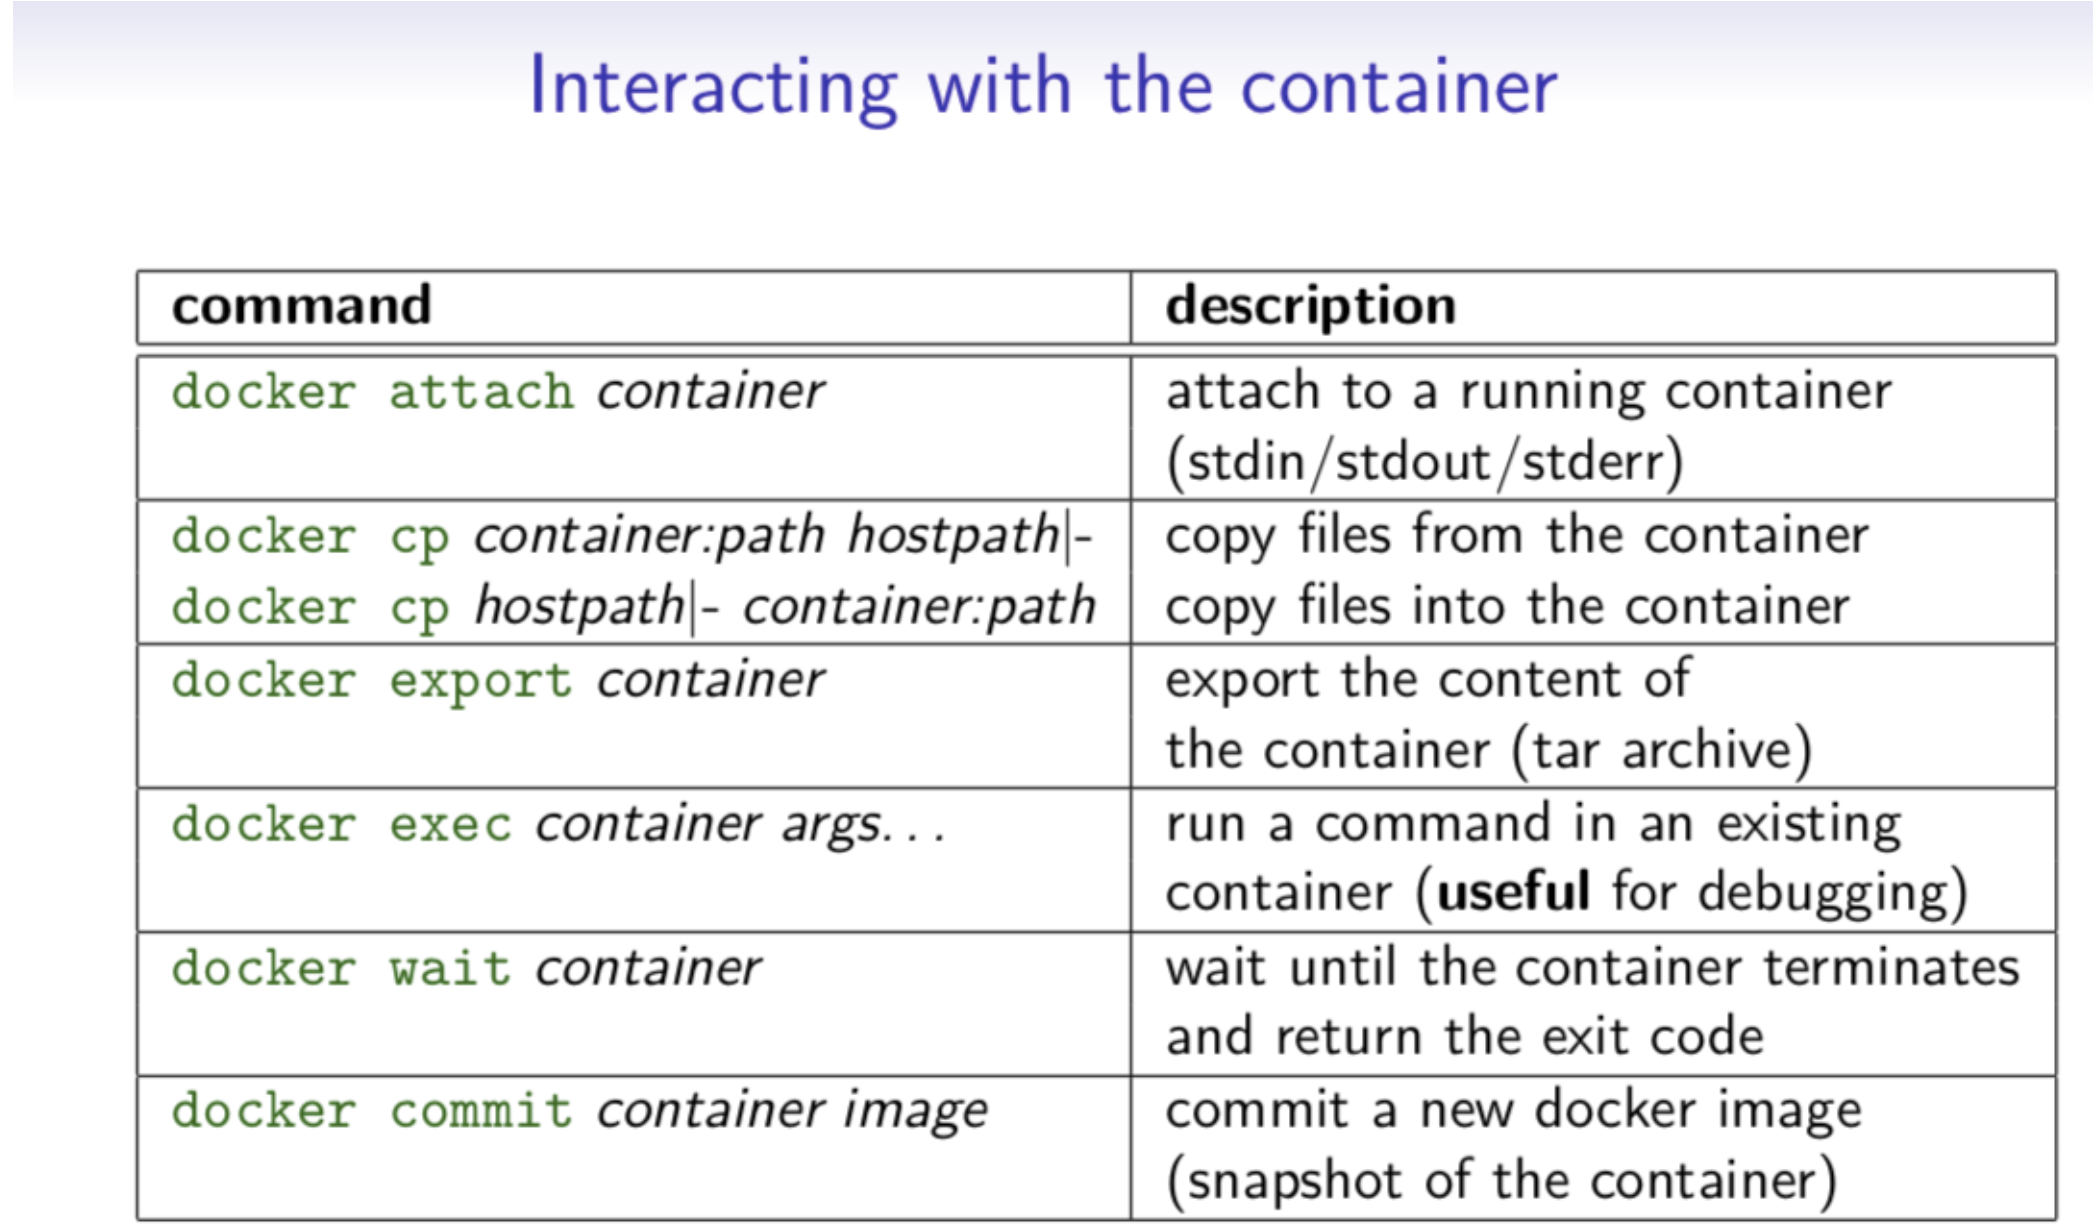 Interacting with the container
command description
docker attach container attach to a running container
(stdin/stdout/stderr)
docker cp container:path hostpath|- copy files from the container
docker cp hostpath|- container:path copy files into the container
docker export container export the content of
the container (tar archive)
docker exec container args... run a command in an existing
container (useful for debugging)
docker wait container wait until the container terminates
and return the exit code
docker commit container image commit a new docker image
(snapshot of the container)